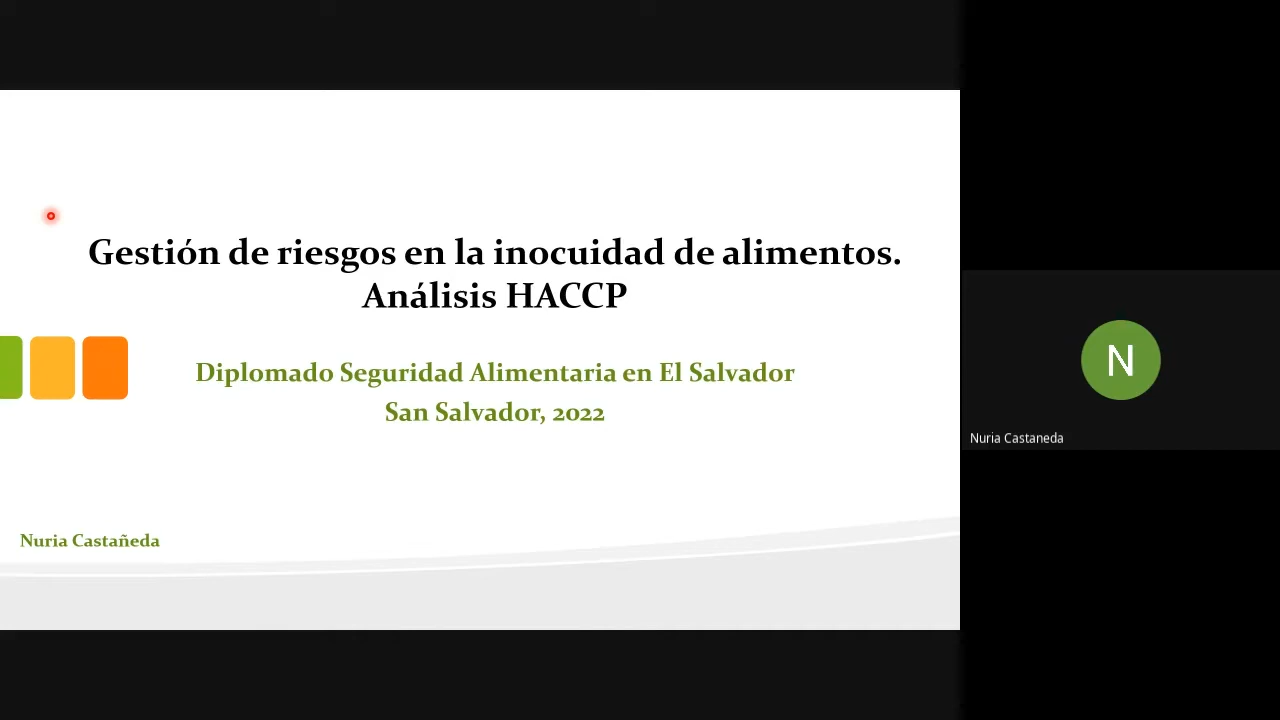 Gestión de riesgos en la inocuidad de alimentos.
Análisis HACCP
Diplomado Seguridad Alimentaria en El Salvador
San Salvador, 2022
Nuria Castañeda
N
Nuria Castaneda